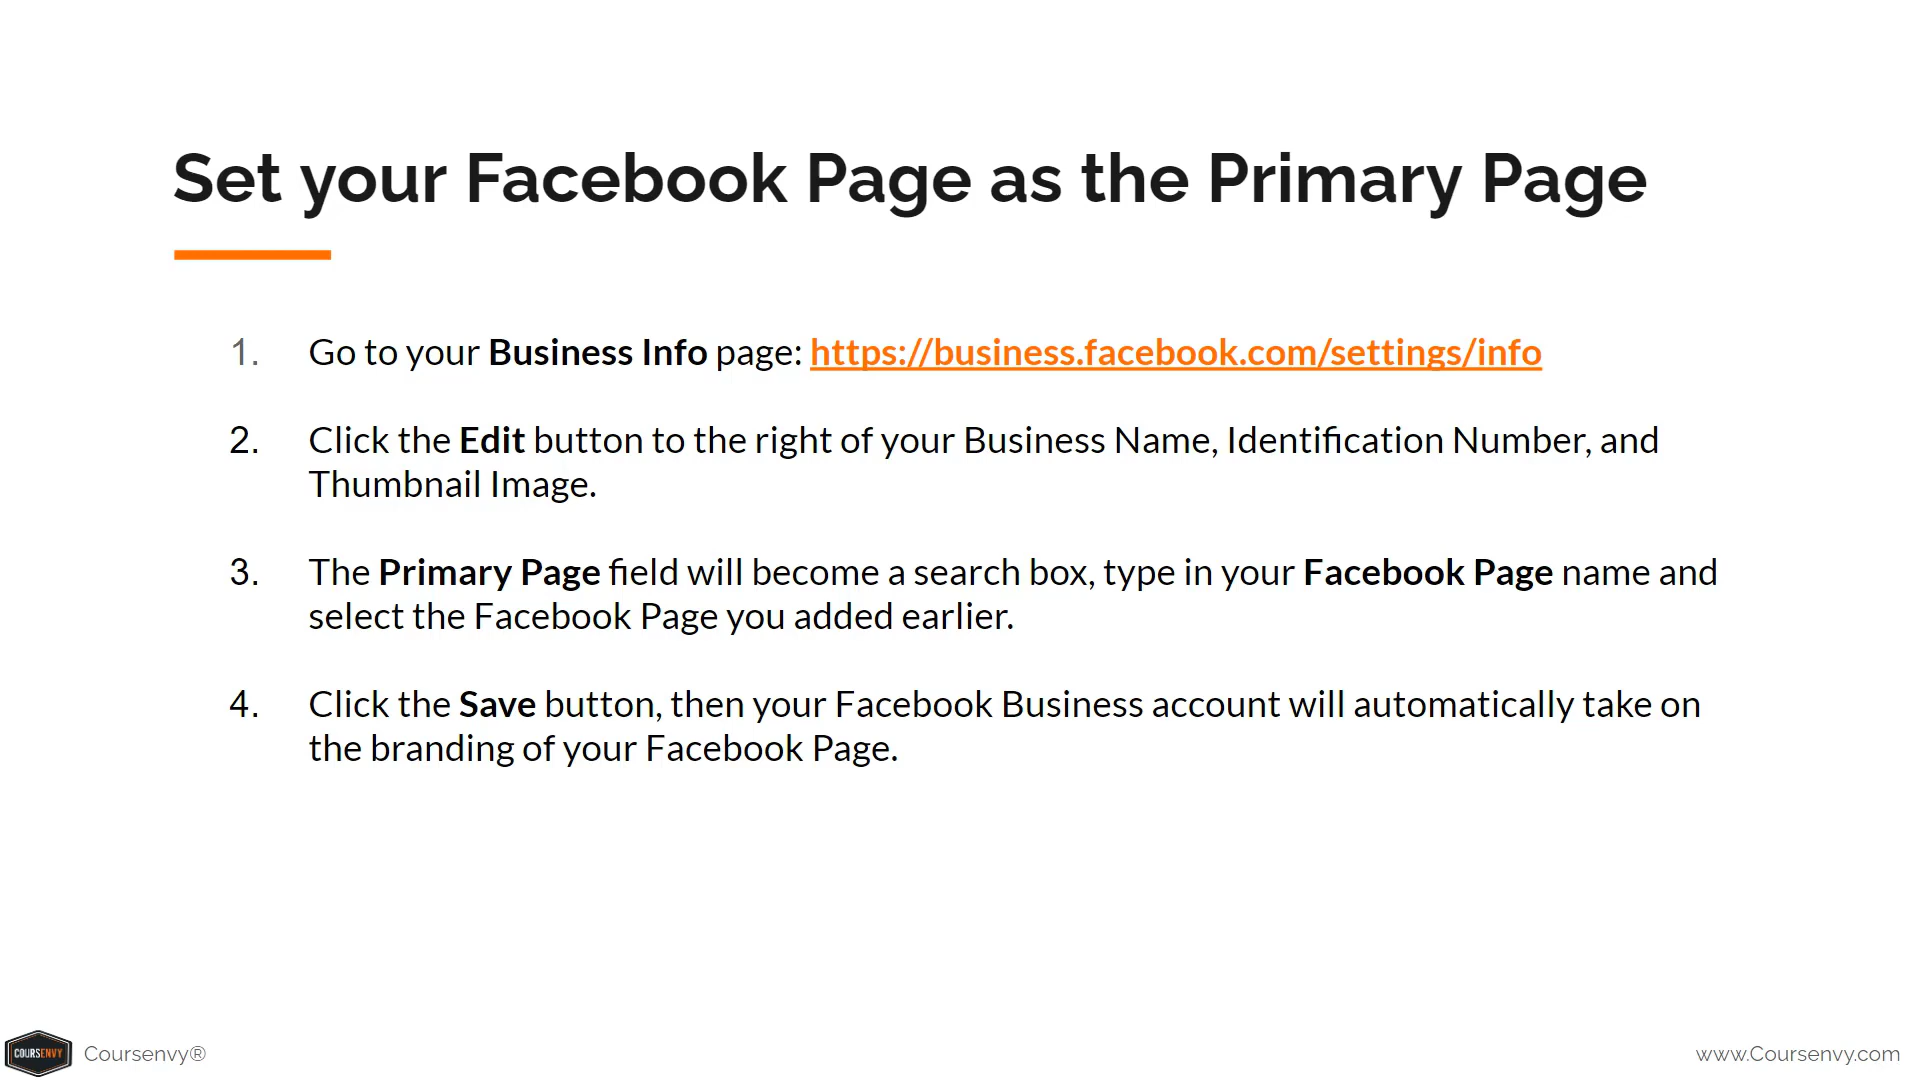 Set your Facebook Page as the Primary Page
1. Go to your Business Info page: https://business.facebook.com/settings/info
2. Click the Edit button to the right of your Business Name, Identification Number, and
Thumbnail Image.
3. The Primary Page field will become a search box, type in your Facebook Page name and
select the Facebook Page you added earlier.
4. Click the Save button, then your Facebook Business account will automatically take on
the branding of your Facebook Page.
COURSENVY
Coursenvy®
www.Coursenvy.com